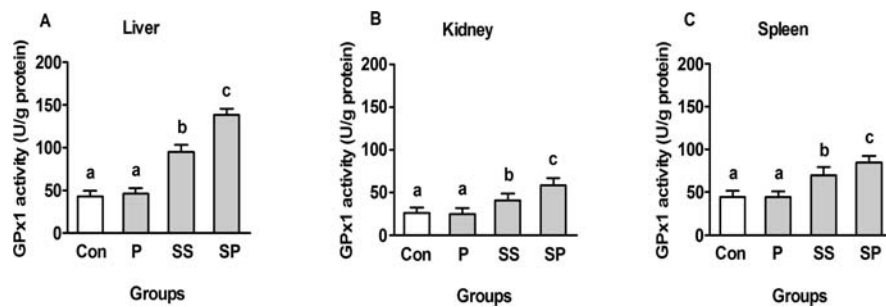 A
Liver
GPx1 activity (U/g protein)
200
150
100
50
0
a
a
b
c
Con P SS SP
Groups
B
Kidney
GPx1 activity (U/g protein)
200
150
100
50
0
a
a
b
c
Con P SS SP
Groups
C
Spleen
GPx1 activity (U/g protein)
200
150
100
50
0
a
a
b
c
Con P SS SP
Groups